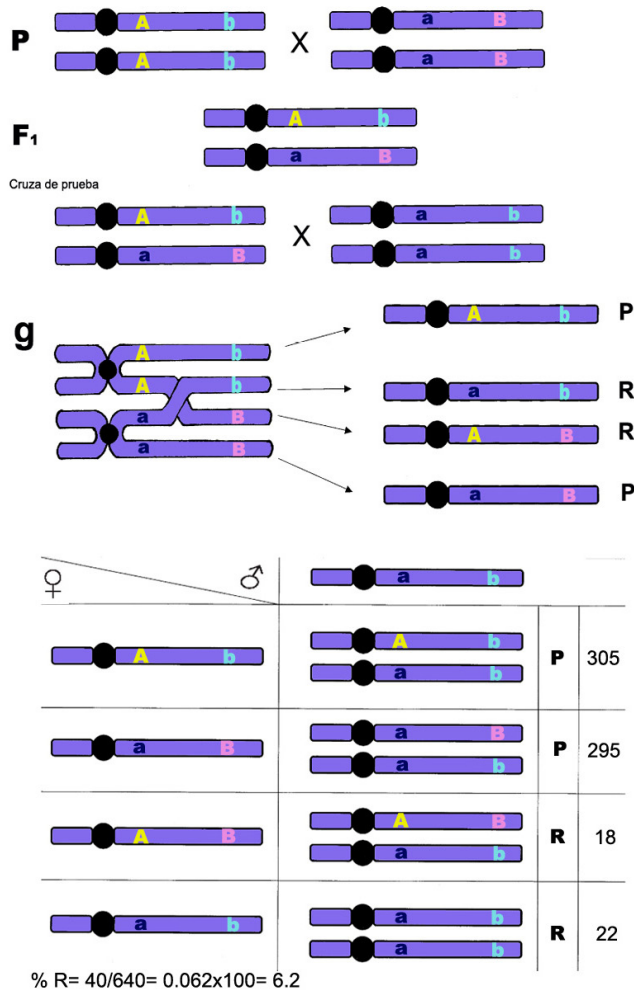 A b
P X a B
A b a B
F₁ A b
a B
Cruza de prueba
A b a b
X
a B a b
g
A b P
A b
A b a b R
a B A B R
a B
a B P
♀ ♂ a b
A b A b P 305
a b
a B a B P 295
a b
A B A B R 18
a b
a b a b R 22
a b
% R= 40/640= 0.062x100= 6.2